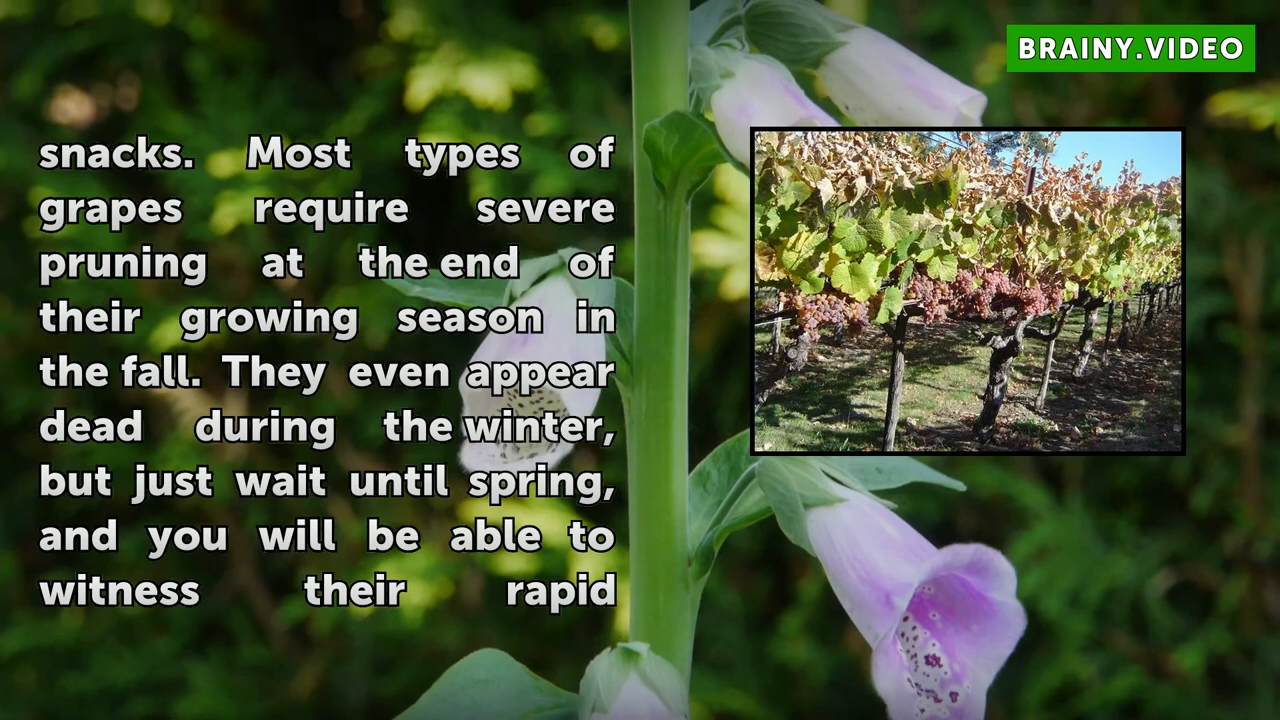 BRAINY.VIDEO
snacks. Most types of
grapes require severe
pruning at the end of
their growing season in
the fall. They even appear
dead during the winter,
but just wait until spring,
and you will be able to
witness their rapid